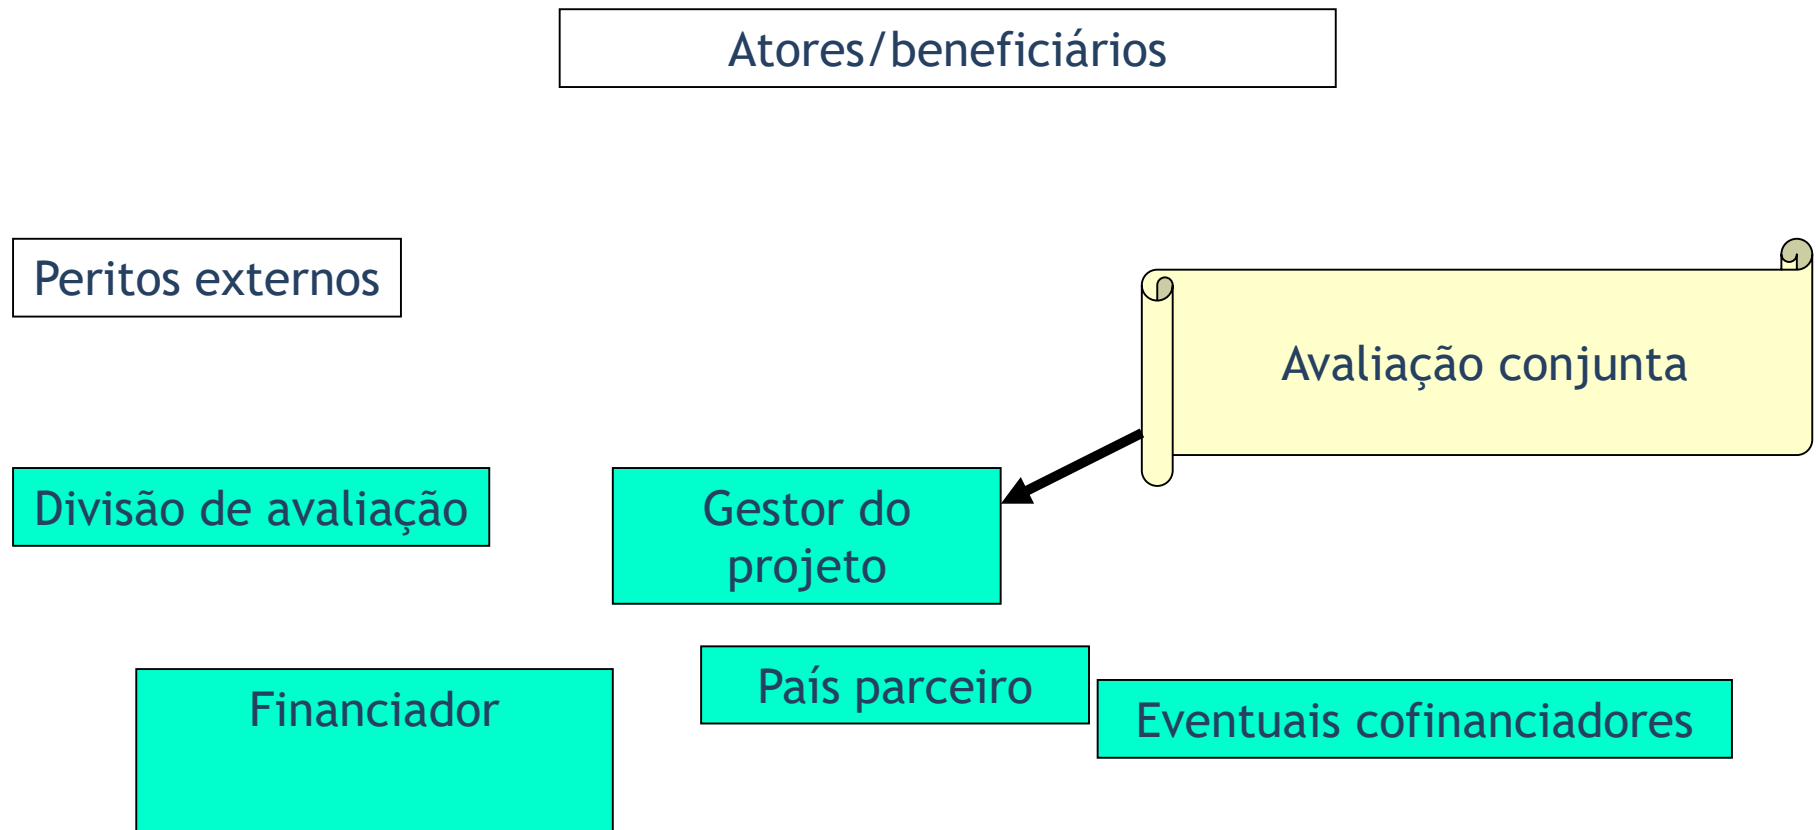 Atores/beneficiários
Peritos externos
Avaliação conjunta
Divisão de avaliação
Gestor do
projeto
País parceiro
Financiador
Eventuais cofinanciadores